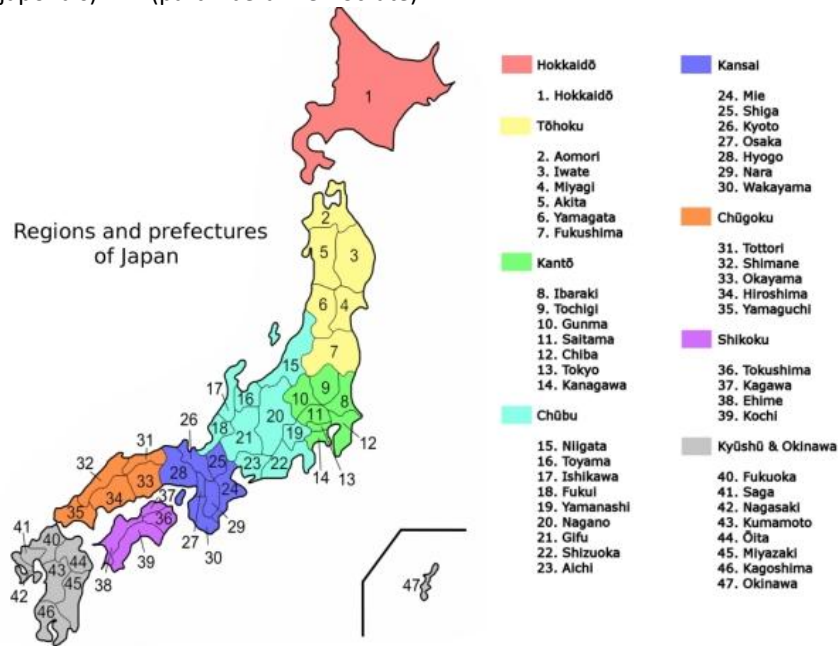 Regions and prefectures
of Japan
1
2
5
3
6
4
7
15
17
16
10
9
8
11
20
18
21
19
12
26
31
25
23
22
14
13
32
28
33
24
34
37
35
36
29
27
30
41
40
39
38
43
44
42
45
46
47
Hokkaidō
1. Hokkaidō
Tōhoku
2. Aomori
3. Iwate
4. Miyagi
5. Akita
6. Yamagata
7. Fukushima
Kantō
8. Ibaraki
9. Tochigi
10. Gunma
11. Saitama
12. Chiba
13. Tokyo
14. Kanagawa
Chūbu
15. Niigata
16. Toyama
17. Ishikawa
18. Fukui
19. Yamanashi
20. Nagano
21. Gifu
22. Shizuoka
23. Aichi
Kansai
24. Mie
25. Shiga
26. Kyoto
27. Osaka
28. Hyogo
29. Nara
30. Wakayama
Chūgoku
31. Tottori
32. Shimane
33. Okayama
34. Hiroshima
35. Yamaguchi
Shikoku
36. Tokushima
37. Kagawa
38. Ehime
39. Kochi
Kyūshū & Okinawa
40. Fukuoka
41. Saga
42. Nagasaki
43. Kumamoto
44. Ōita
45. Miyazaki
46. Kagoshima
47. Okinawa